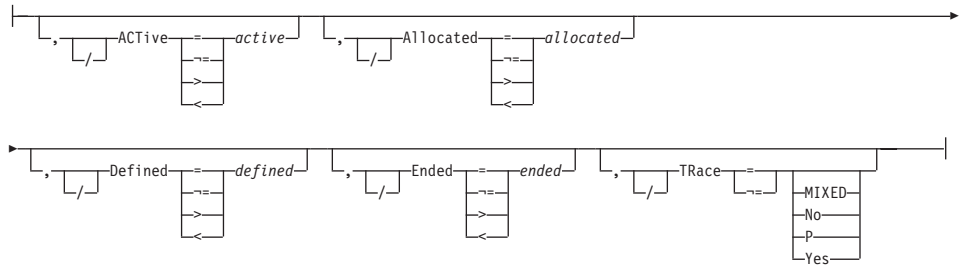 , / ACTive = active , / Allocated = allocated
¬= ¬=
> >
< <
, / Defined = defined , / Ended = ended , / TRace =
¬= ¬= ¬= MIXED
> > No
< < P
Yes